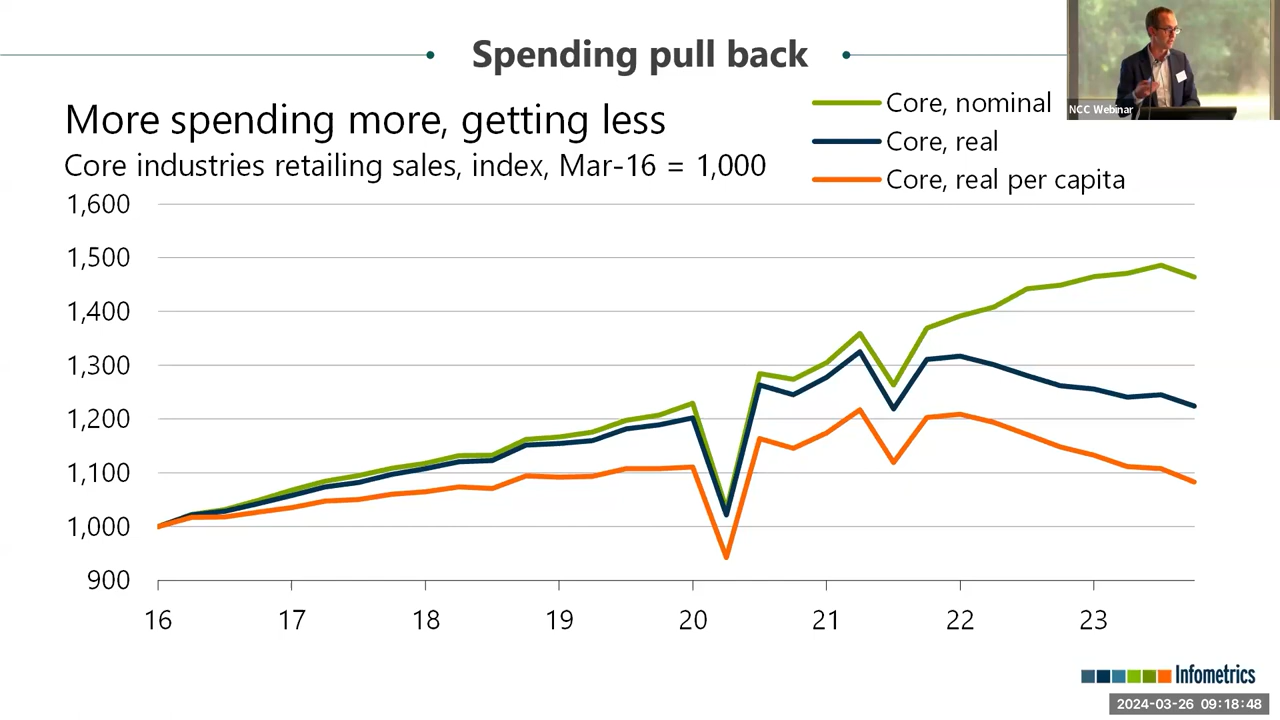 Spending pull back
NCC Webinar
More spending more, getting less
Core industries retailing sales, index, Mar-16 = 1,000
Core, nominal
Core, real
Core, real per capita
1,600
1,500
1,400
1,300
1,200
1,100
1,000
900
16 17 18 19 20 21 22 23
Infometrics
2024-03-26 09:18:48